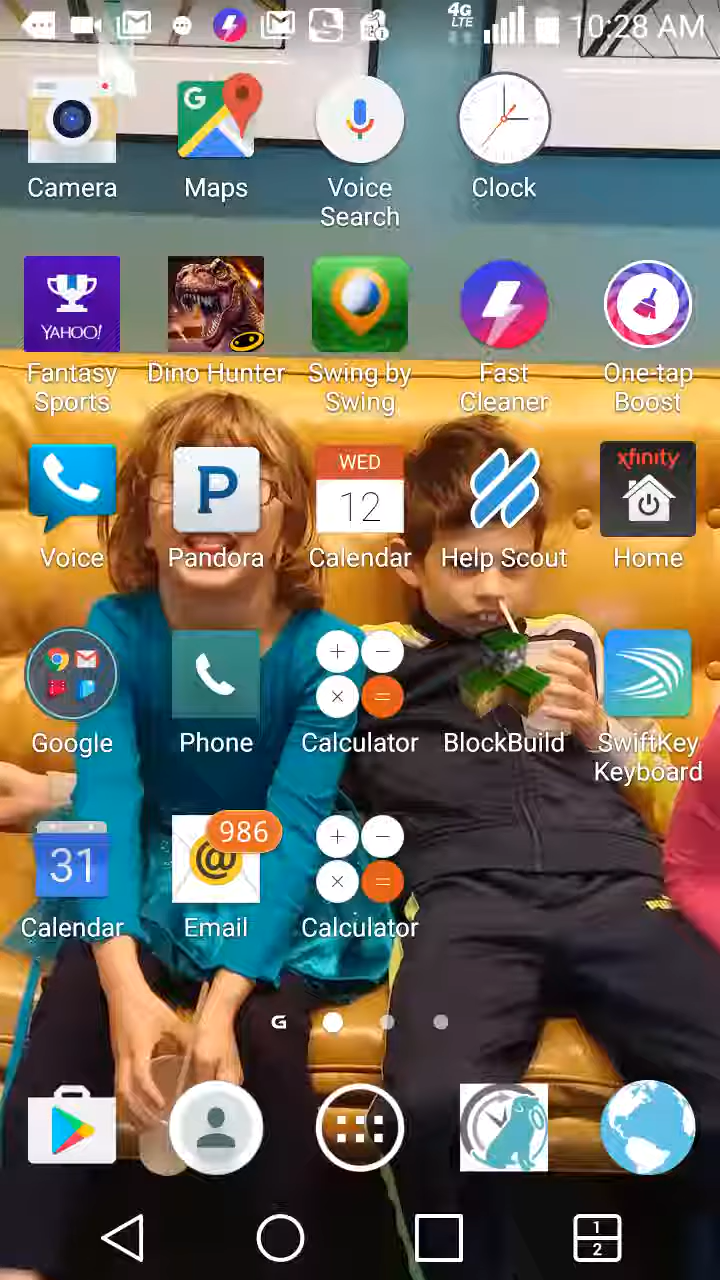 4G
LTE
10:28 AM
G
Camera
Maps
Voice
Search
Clock
YAHOO!
Fantasy
Sports
Dino Hunter
Swing by
Swing
Fast
Cleaner
One-tap
Boost
P
WED
12
xfinity
Voice
Pandora
Calendar
Help Scout
Home
+ −
× =
Google
Phone
Calculator
BlockBuild
SwiftKey
Keyboard
31
@
986
+ −
× =
Calendar
Email
Calculator
G
1
2